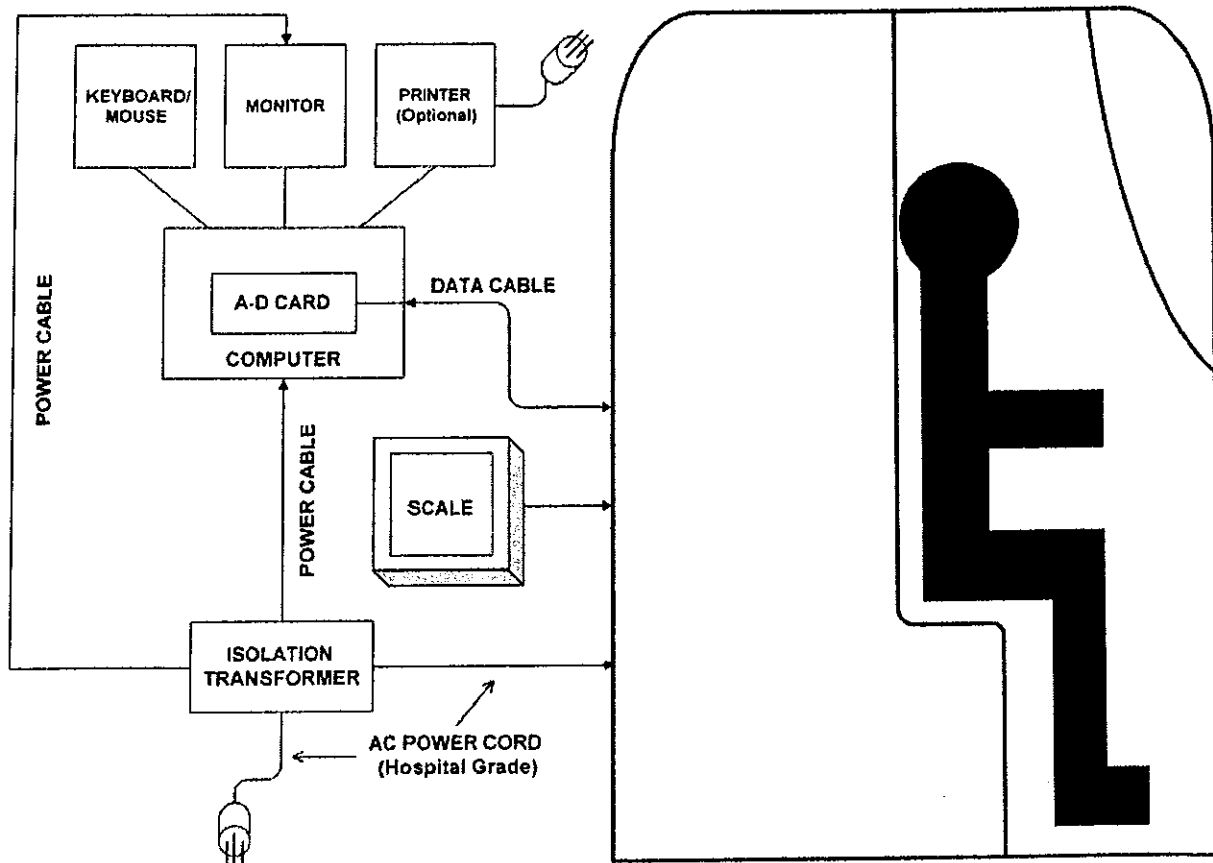 KEYBOARD/
MOUSE
MONITOR
PRINTER
(Optional)
A-D CARD
COMPUTER
DATA CABLE
POWER CABLE
POWER CABLE
SCALE
ISOLATION
TRANSFORMER
AC POWER CORD
(Hospital Grade)